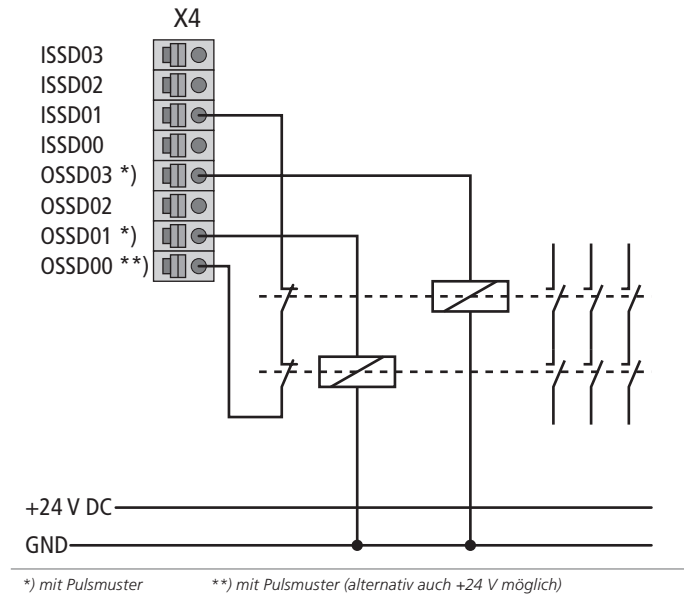 X4
ISSD03
ISSD02
ISSD01
ISSD00
OSSD03 *)
OSSD02
OSSD01 *)
OSSD00 **)
+24 V DC
GND
*) mit Pulsmuster **) mit Pulsmuster (alternativ auch +24 V möglich)